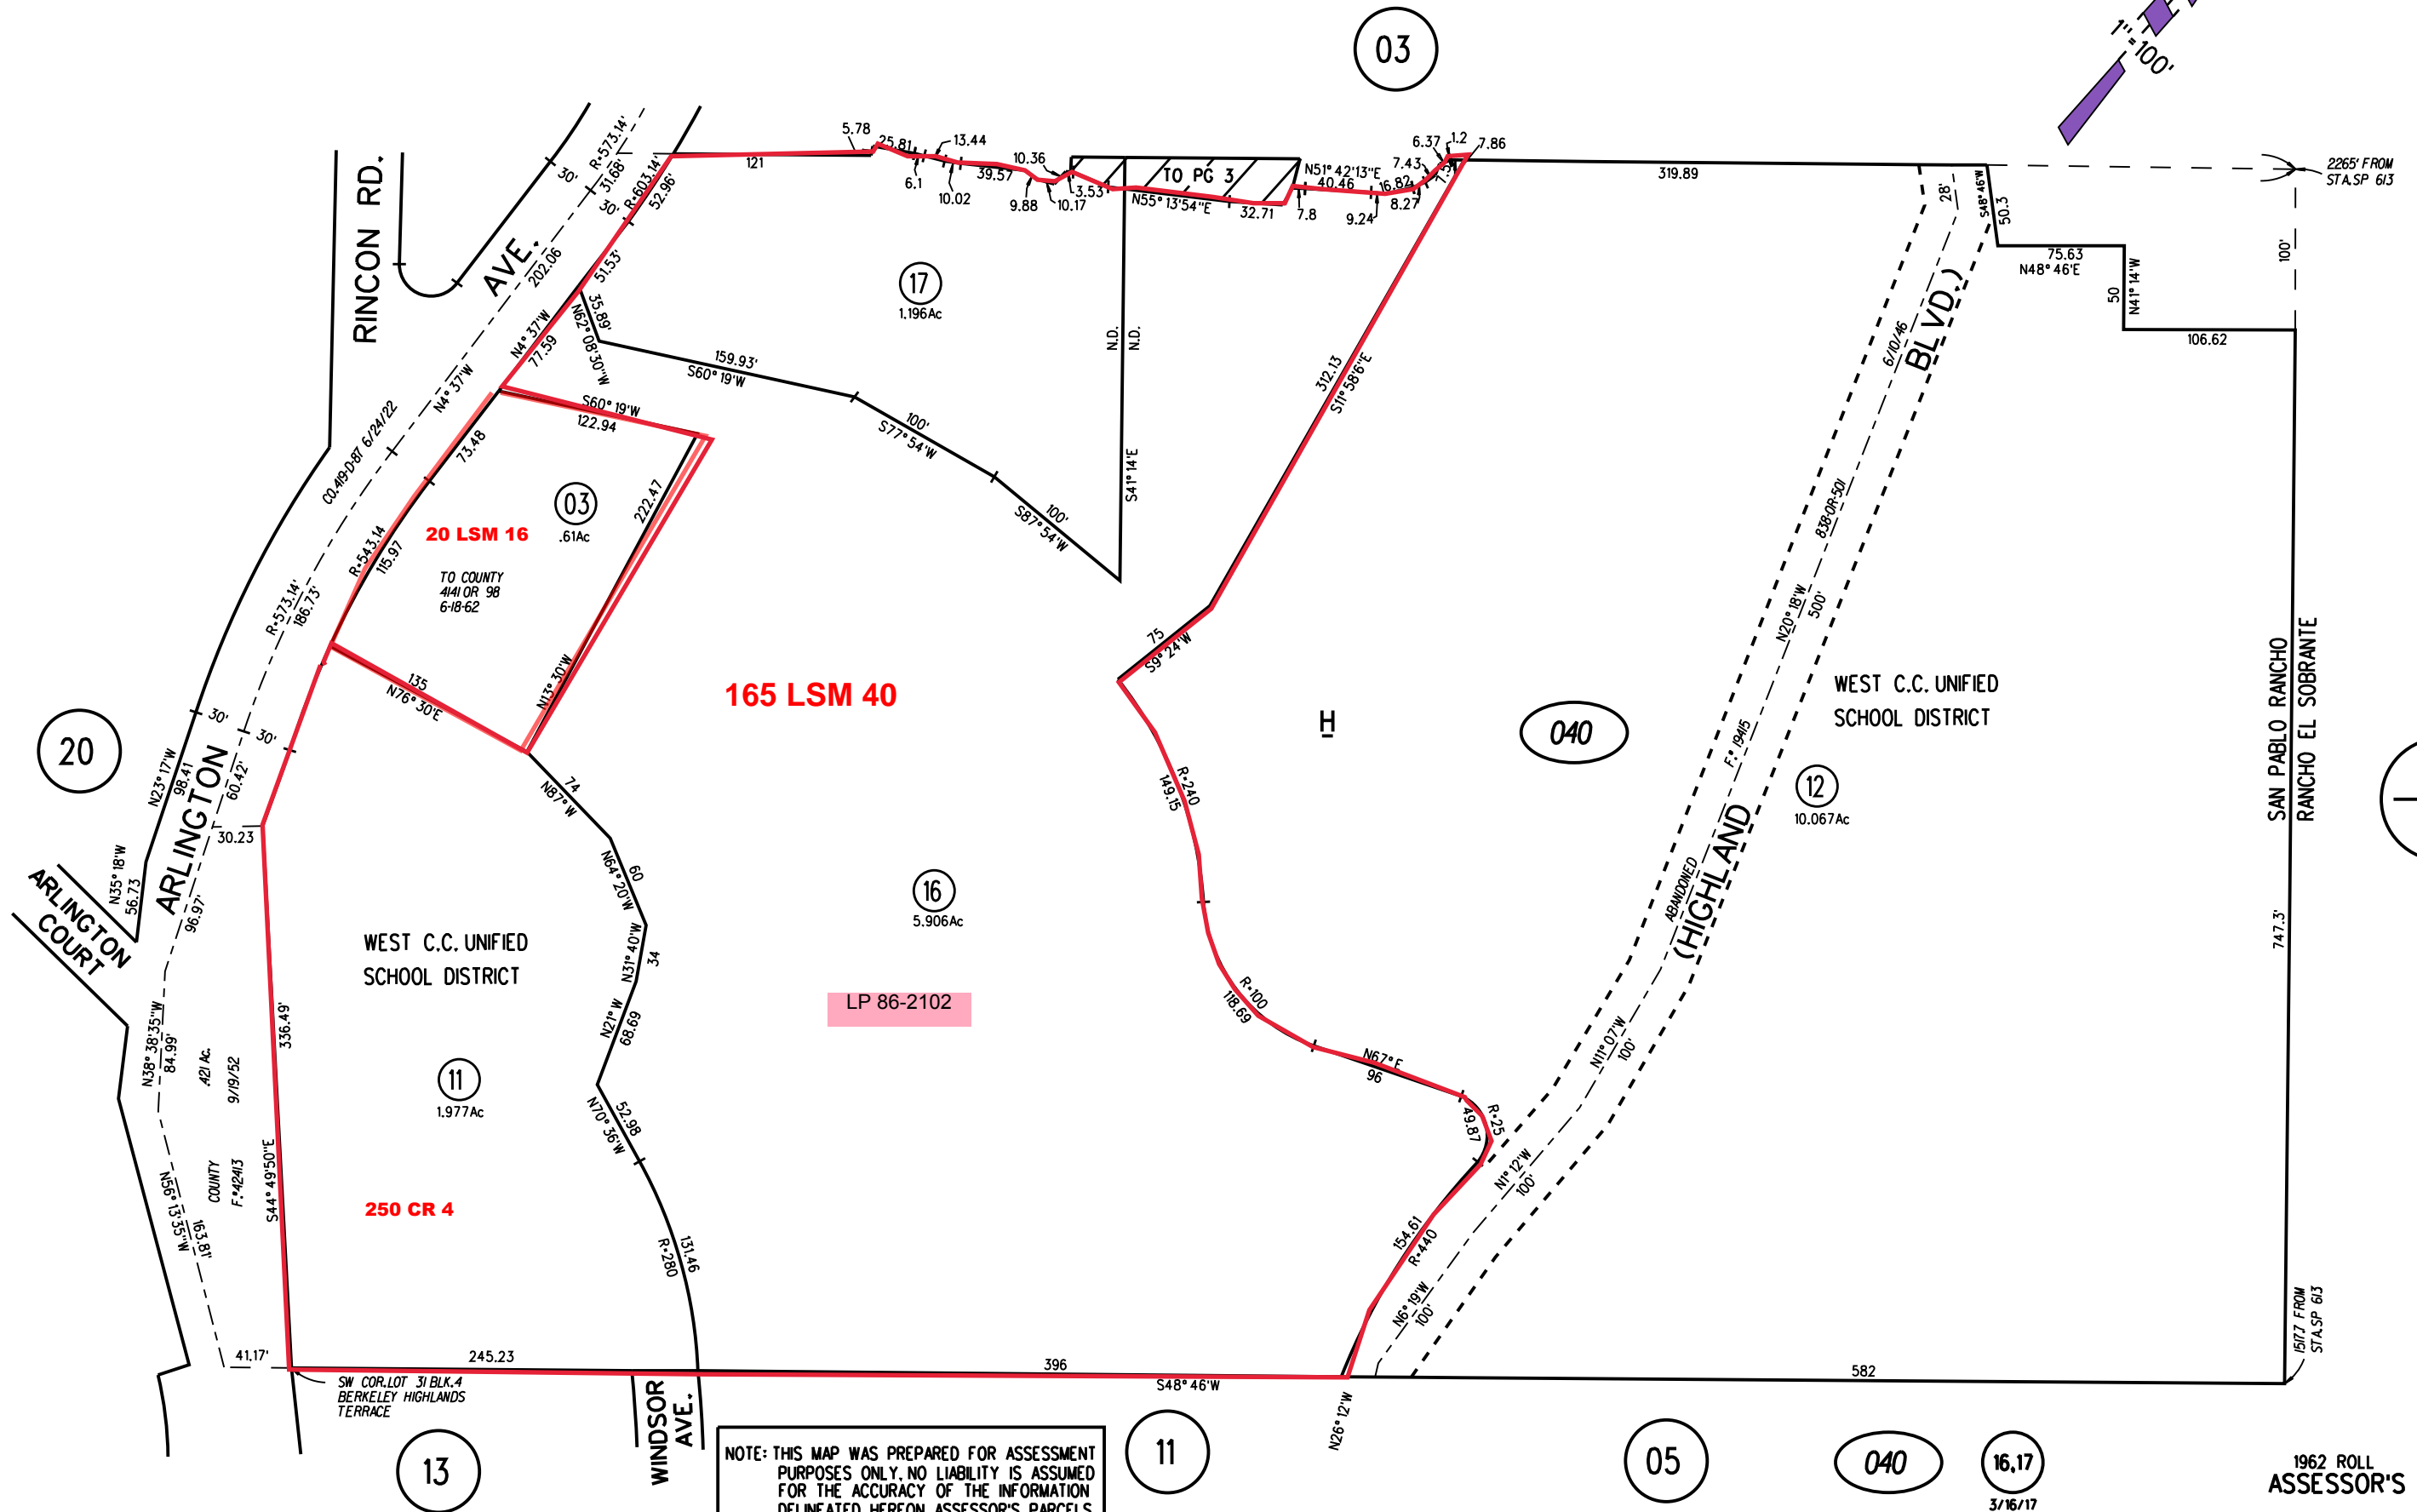 03
1"=100'
RINCON RD.
AVE.
30'
R=573.14'
31.68'
30'
R=603.14'
52.96'
202.06
51.53'
121
5.78
25.81
13.44
6.1
10.02
39.57
10.36
9.88
10.17
3.53
TO PG 3
N55°13'54"E
32.71
7.8
N51°42'13"E
40.46
9.24
16.82
8.27
7.43
6.37
1.2
7.86
319.89
2265' FROM
STA.SP 613
28'
S48°46'W
50.3
75.63
N48°46'E
50
N41°14'W
100'
106.62
17
1.196Ac
N.D.
N.D.
S41°14'E
N4°37'W
77.59
35.89'
N62°08'30"W
159.93'
S60°19'W
100'
S77°54'W
100'
S87°54'W
312.13
S11°58'6"E
75
S9°24'W
CO.419-D-87 6/24/22
N4°37'W
S60°19'W
122.94
73.48
03
.61Ac
20 LSM 16
TO COUNTY
4141 OR 98
6-18-62
222.47
N13°30'W
R=543.14
115.97
R=573.14'
186.73'
135
N76°30'E
165 LSM 40
H
040
WEST C.C. UNIFIED
SCHOOL DISTRICT
12
10.067Ac
SAN PABLO RANCHO
RANCHO EL SOBRANTE
747.3'
6/10/46
BLVD.)
838-OR-501
N20°18'W
500'
F.#19415
ABANDONED
(HIGHLAND
N11°07'W
100'
N1°12'W
100'
N6°19'W
100'
20
30'
30'
N23°17'W
98.41
60.42'
ARLINGTON
30.23
N35°18'W
56.73
96.97'
ARLINGTON
COURT
N38°38'35"W
84.99'
.421 Ac.
9/19/52
COUNTY
F.#42413
N56°13'35"W
163.81'
336.49'
S44°49'50"E
WEST C.C. UNIFIED
SCHOOL DISTRICT
11
1.977Ac
250 CR 4
74
N87°W
60
N64°20'W
N31°40'W
34
N21°W
68.69
52.98
N70°36'W
131.46
R=280
16
5.906Ac
LP 86-2102
R=240
149.15
R=100
118.69
N67°E
96
R=25
49.87
154.61
R=440
41.17'
245.23
396
S48°46'W
582
N26°12'W
1517.7 FROM
STA.SP 613
SW COR.LOT 31 BLK.4
BERKELEY HIGHLANDS
TERRACE
WINDSOR
AVE.
13
NOTE: THIS MAP WAS PREPARED FOR ASSESSMENT
PURPOSES ONLY. NO LIABILITY IS ASSUMED
FOR THE ACCURACY OF THE INFORMATION
DELINEATED HEREON. ASSESSOR'S PARCELS
11
05
040
16,17
3/16/17
1962 ROLL
ASSESSOR'S